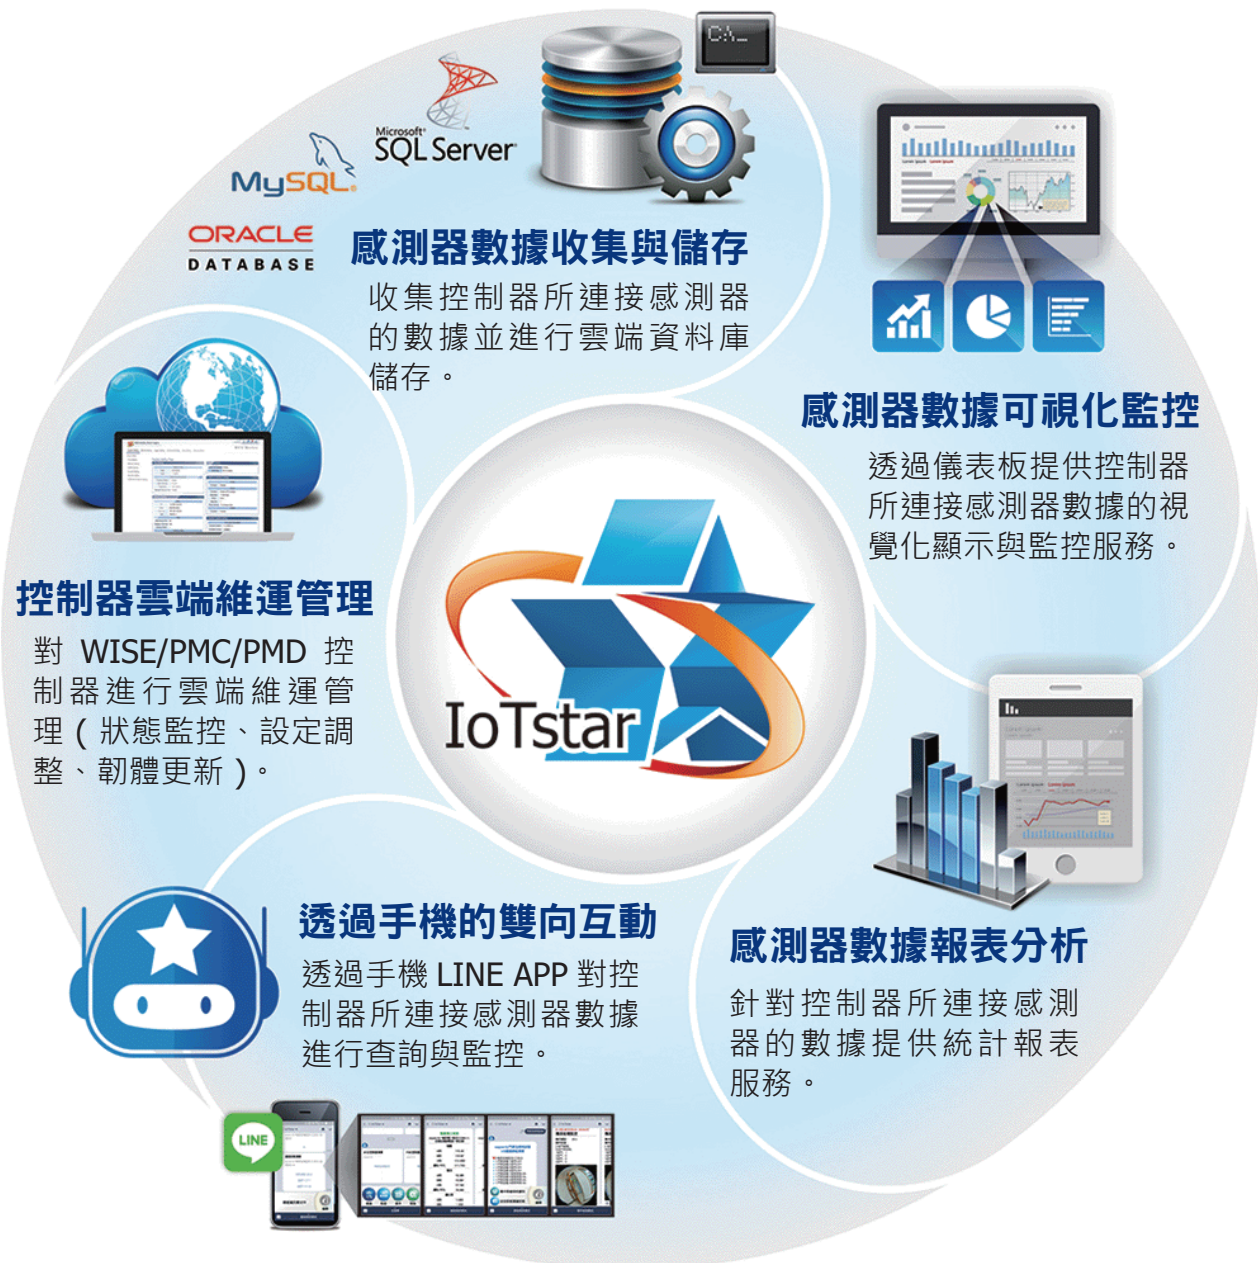 C:\_
Microsoft
SQL Server
MySQL
ORACLE
DATABASE
感測器數據收集與儲存
收集控制器所連接感測器
的數據並進行雲端資料庫
儲存。
感測器數據可視化監控
透過儀表板提供控制器
所連接感測器數據的視
覺化顯示與監控服務。
控制器雲端維運管理
對 WISE/PMC/PMD 控
制器進行雲端維運管
理 ( 狀態監控、設定調
整、韌體更新 )。
IoTstar
透過手機的雙向互動
透過手機 LINE APP 對控
制器所連接感測器數據
進行查詢與監控。
感測器數據報表分析
針對控制器所連接感測
器的數據提供統計報表
服務。
LINE